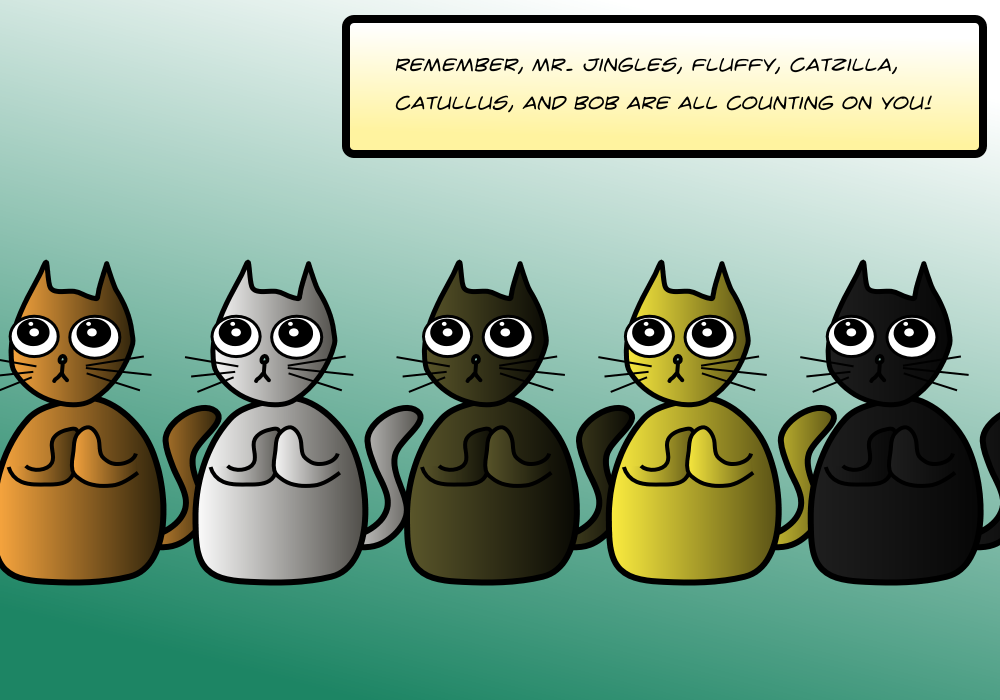 REMEMBER, MR. JINGLES, FLUFFY, CATZILLA,
CATULLUS, AND BOB ARE ALL COUNTING ON YOU!